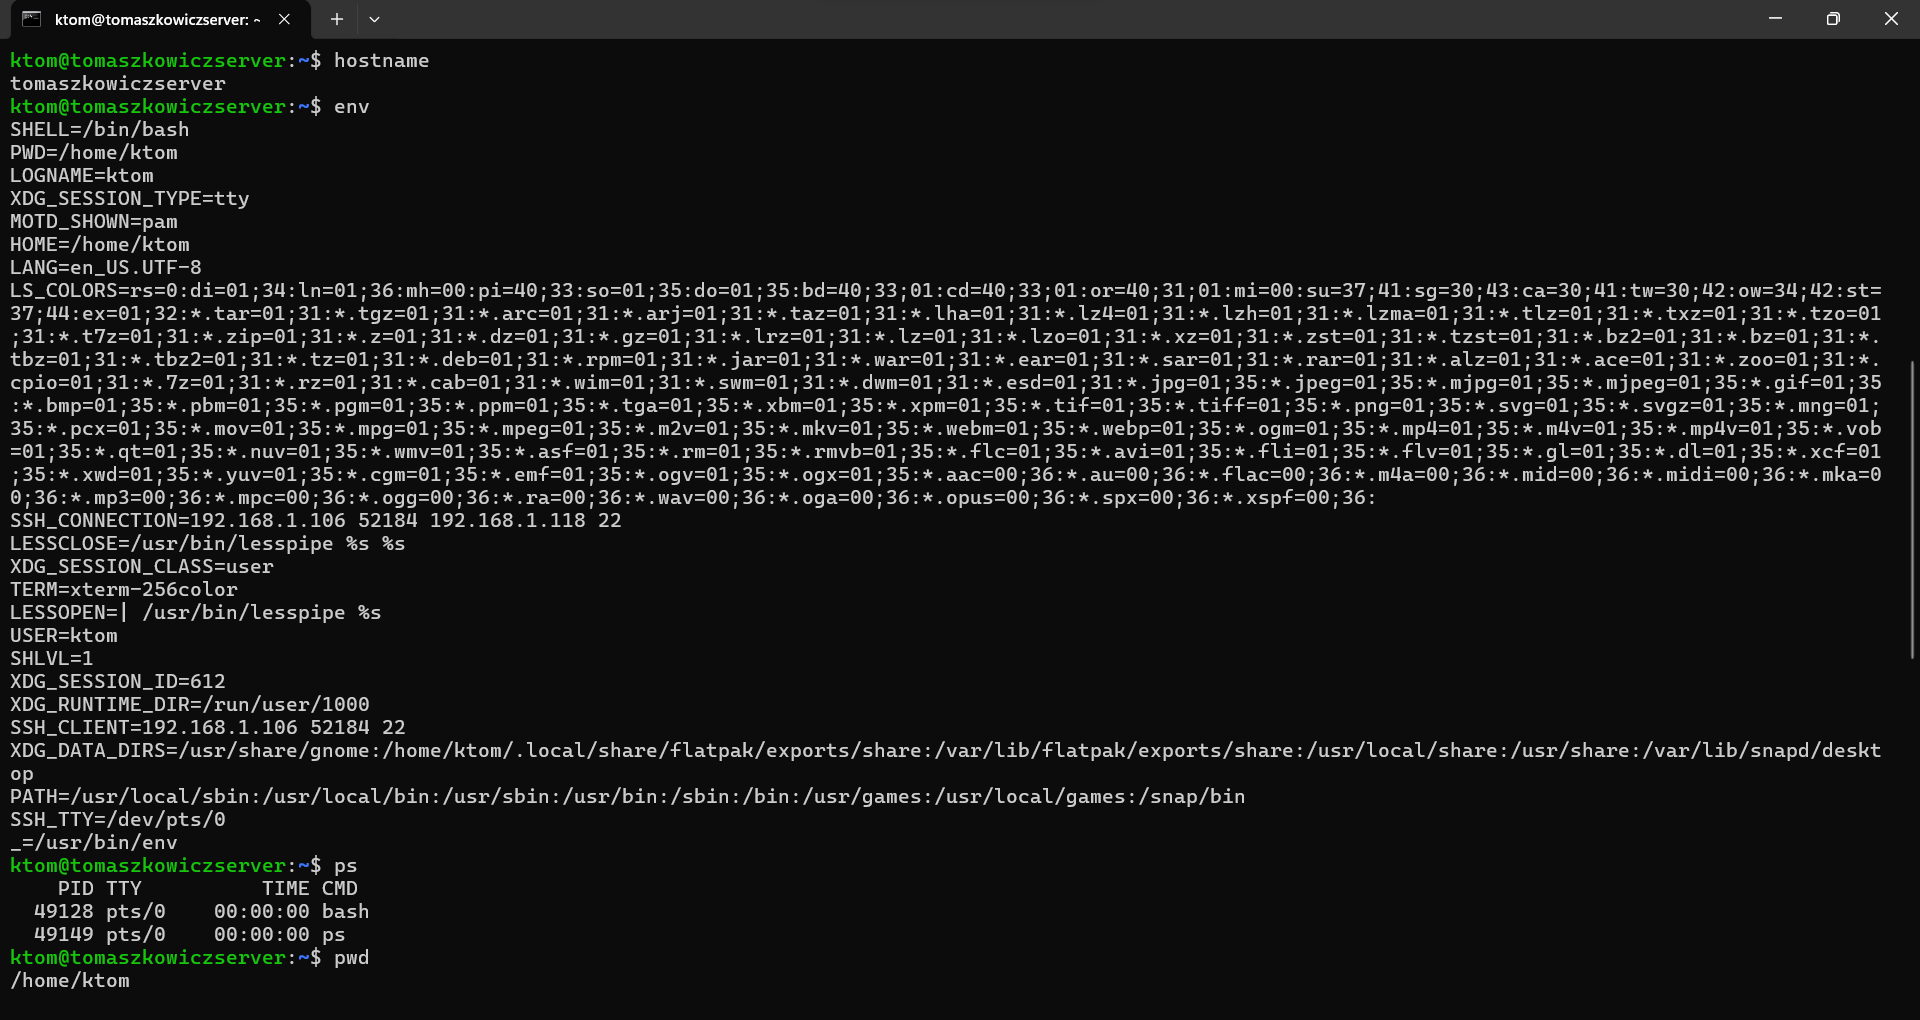 ktom@tomaszkowiczserver: ~
ktom@tomaszkowiczserver:~$ hostname
tomaszkowiczserver
ktom@tomaszkowiczserver:~$ env
SHELL=/bin/bash
PWD=/home/ktom
LOGNAME=ktom
XDG_SESSION_TYPE=tty
MOTD_SHOWN=pam
HOME=/home/ktom
LANG=en_US.UTF-8
LS_COLORS=rs=0:di=01;34:ln=01;36:mh=00:pi=40;33:so=01;35:do=01;35:bd=40;33;01:cd=40;33;01:or=40;31;01:mi=00:su=37;41:sg=30;43:ca=30;41:tw=30;42:ow=34;42:st=
37;44:ex=01;32:*.tar=01;31:*.tgz=01;31:*.arc=01;31:*.arj=01;31:*.taz=01;31:*.lha=01;31:*.lz4=01;31:*.lzh=01;31:*.lzma=01;31:*.tlz=01;31:*.txz=01;31:*.tzo=01
;31:*.t7z=01;31:*.zip=01;31:*.z=01;31:*.dz=01;31:*.gz=01;31:*.lrz=01;31:*.lz=01;31:*.lzo=01;31:*.xz=01;31:*.zst=01;31:*.tzst=01;31:*.bz2=01;31:*.bz=01;31:*.
tbz=01;31:*.tbz2=01;31:*.tz=01;31:*.deb=01;31:*.rpm=01;31:*.jar=01;31:*.war=01;31:*.ear=01;31:*.sar=01;31:*.rar=01;31:*.alz=01;31:*.ace=01;31:*.zoo=01;31:*.
cpio=01;31:*.7z=01;31:*.rz=01;31:*.cab=01;31:*.wim=01;31:*.swm=01;31:*.dwm=01;31:*.esd=01;31:*.jpg=01;35:*.jpeg=01;35:*.mjpg=01;35:*.mjpeg=01;35:*.gif=01;35
:*.bmp=01;35:*.pbm=01;35:*.pgm=01;35:*.ppm=01;35:*.tga=01;35:*.xbm=01;35:*.xpm=01;35:*.tif=01;35:*.tiff=01;35:*.png=01;35:*.svg=01;35:*.svgz=01;35:*.mng=01;
35:*.pcx=01;35:*.mov=01;35:*.mpg=01;35:*.mpeg=01;35:*.m2v=01;35:*.mkv=01;35:*.webm=01;35:*.webp=01;35:*.ogm=01;35:*.mp4=01;35:*.m4v=01;35:*.mp4v=01;35:*.vob
=01;35:*.qt=01;35:*.nuv=01;35:*.wmv=01;35:*.asf=01;35:*.rm=01;35:*.rmvb=01;35:*.flc=01;35:*.avi=01;35:*.fli=01;35:*.flv=01;35:*.gl=01;35:*.dl=01;35:*.xcf=01
;35:*.xwd=01;35:*.yuv=01;35:*.cgm=01;35:*.emf=01;35:*.ogv=01;35:*.ogx=01;35:*.aac=00;36:*.au=00;36:*.flac=00;36:*.m4a=00;36:*.mid=00;36:*.midi=00;36:*.mka=0
0;36:*.mp3=00;36:*.mpc=00;36:*.ogg=00;36:*.ra=00;36:*.wav=00;36:*.oga=00;36:*.opus=00;36:*.spx=00;36:*.xspf=00;36:
SSH_CONNECTION=192.168.1.106 52184 192.168.1.118 22
LESSCLOSE=/usr/bin/lesspipe %s %s
XDG_SESSION_CLASS=user
TERM=xterm-256color
LESSOPEN=| /usr/bin/lesspipe %s
USER=ktom
SHLVL=1
XDG_SESSION_ID=612
XDG_RUNTIME_DIR=/run/user/1000
SSH_CLIENT=192.168.1.106 52184 22
XDG_DATA_DIRS=/usr/share/gnome:/home/ktom/.local/share/flatpak/exports/share:/var/lib/flatpak/exports/share:/usr/local/share:/usr/share:/var/lib/snapd/deskt
op
PATH=/usr/local/sbin:/usr/local/bin:/usr/sbin:/usr/bin:/sbin:/bin:/usr/games:/usr/local/games:/snap/bin
SSH_TTY=/dev/pts/0
_=/usr/bin/env
ktom@tomaszkowiczserver:~$ ps
    PID TTY          TIME CMD
  49128 pts/0    00:00:00 bash
  49149 pts/0    00:00:00 ps
ktom@tomaszkowiczserver:~$ pwd
/home/ktom